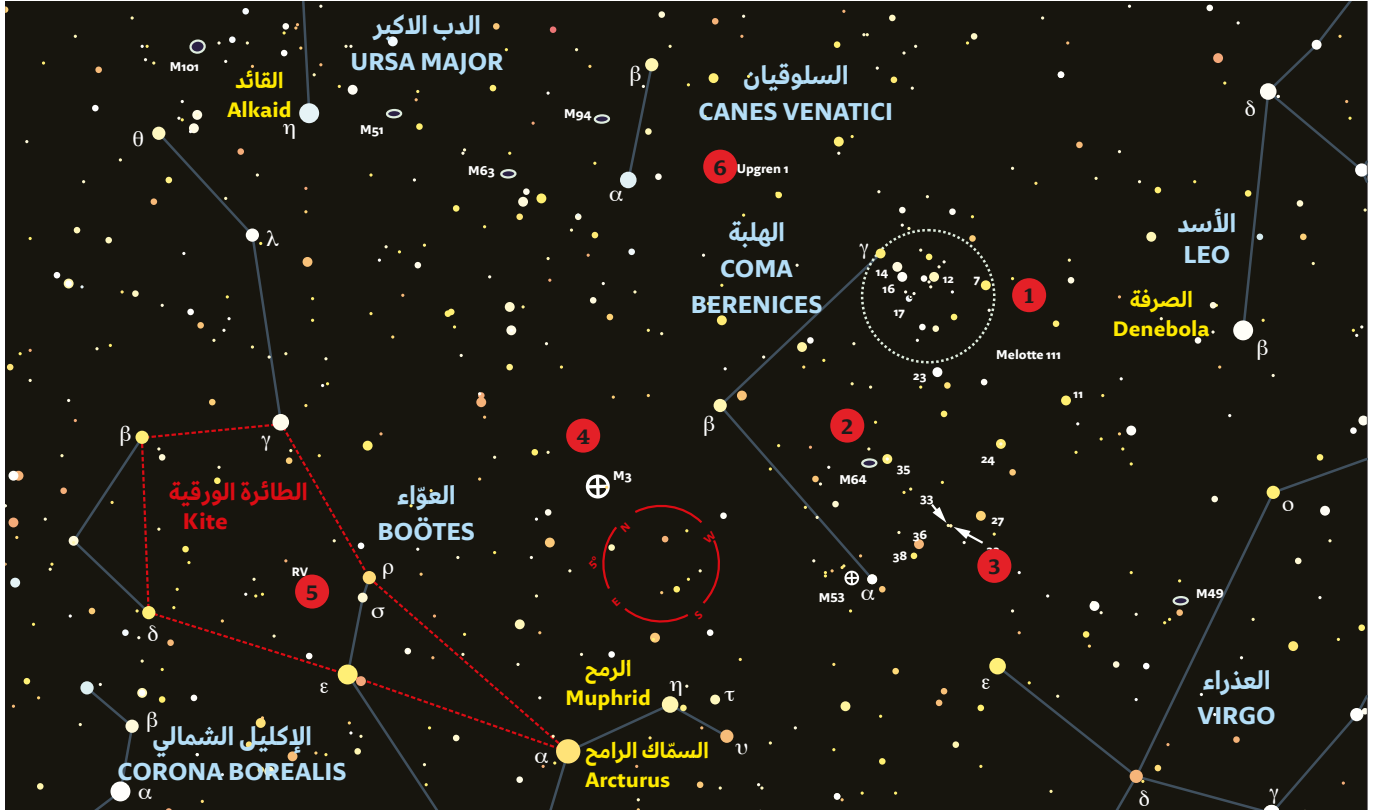 الدب الاكبر
URSA MAJOR
M101
القائد
Alkaid
η
M51
M94
β
السلوقيان
CANES VENATICI
δ
θ
M63
α
6
Upgren 1
λ
الهلبة
COMA
BERENICES
γ
14
16
12
7
17
1
Melotte 111
الأسد
LEO
الصرفة
Denebola
β
23
11
β
γ
β
4
2
M3
M64
35
24
الطائرة الورقية
Kite
العوّاء
BOÖTES
ο
33
27
36
38
3
N
W
S°
E
S
RV
5
ρ
σ
M53
α
M49
δ
ε
الرمح
Muphrid
η
τ
υ
ε
العذراء
VIRGO
β
الإكليل الشمالي
CORONA BOREALIS
α
α
السمّاك الرامح
Arcturus
δ
γ